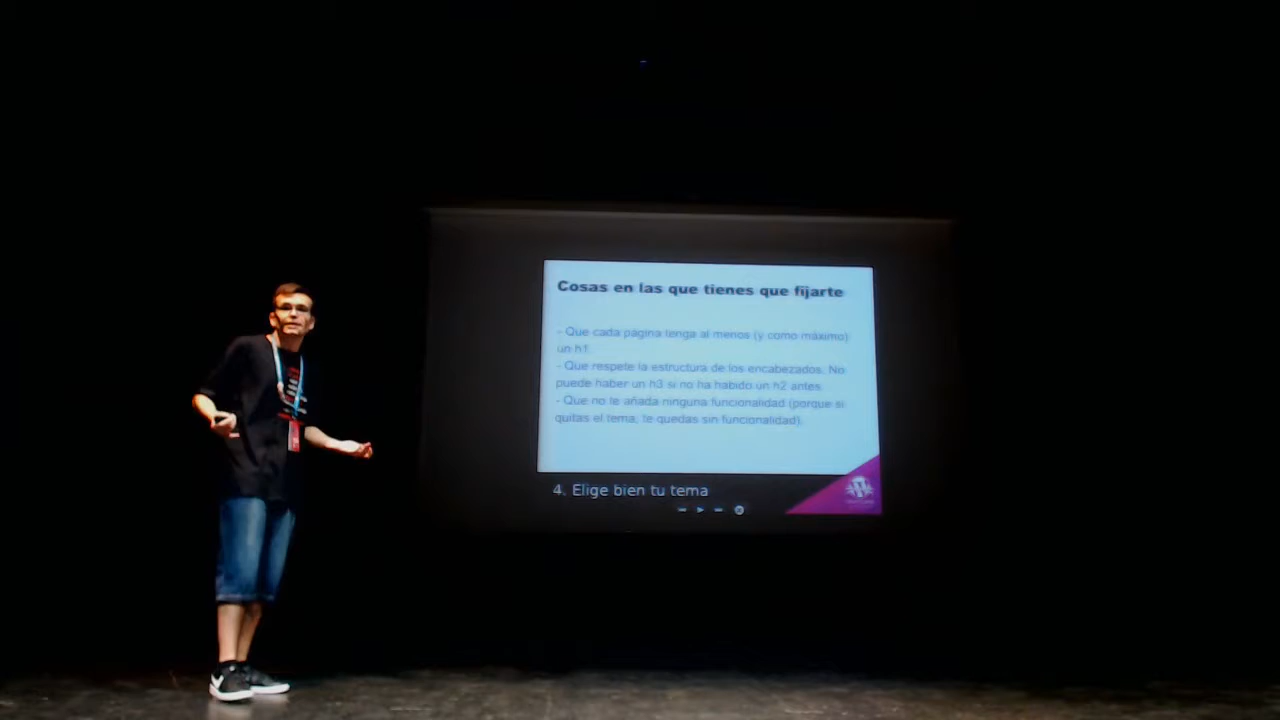 Cosas en las que tienes que fijarte
- Que cada página tenga al menos (y como máximo)
un h1.
- Que respete la estructura de los encabezados. No
puede haber un h3 si no ha habido un h2 antes.
- Que no le añada ninguna funcionalidad (porque si
quitas el tema, te quedas sin funcionalidad).
4. Elige bien tu tema